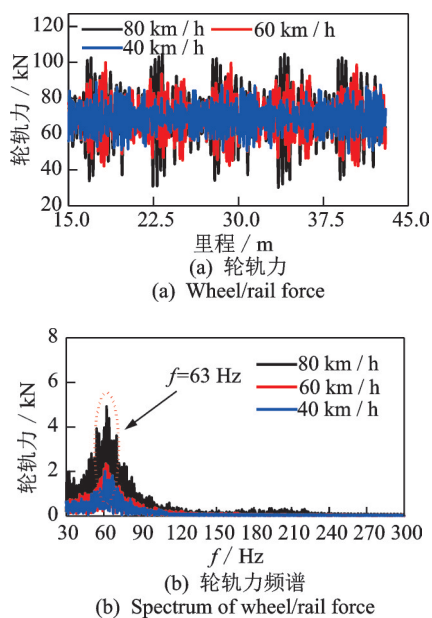 80 km / h 60 km / h
40 km / h
轮轨力 / kN
120
100
80
60
40
20
15.0 22.5 30.0 37.5 45.0
里程 / m
(a) 轮轨力
(a) Wheel/rail force
8
6
4
2
0
轮轨力 / kN
f=63 Hz
80 km / h
60 km / h
40 km / h
30 60 90 120 150 180 210 240 270 300
f / Hz
(b) 轮轨力频谱
(b) Spectrum of wheel/rail force